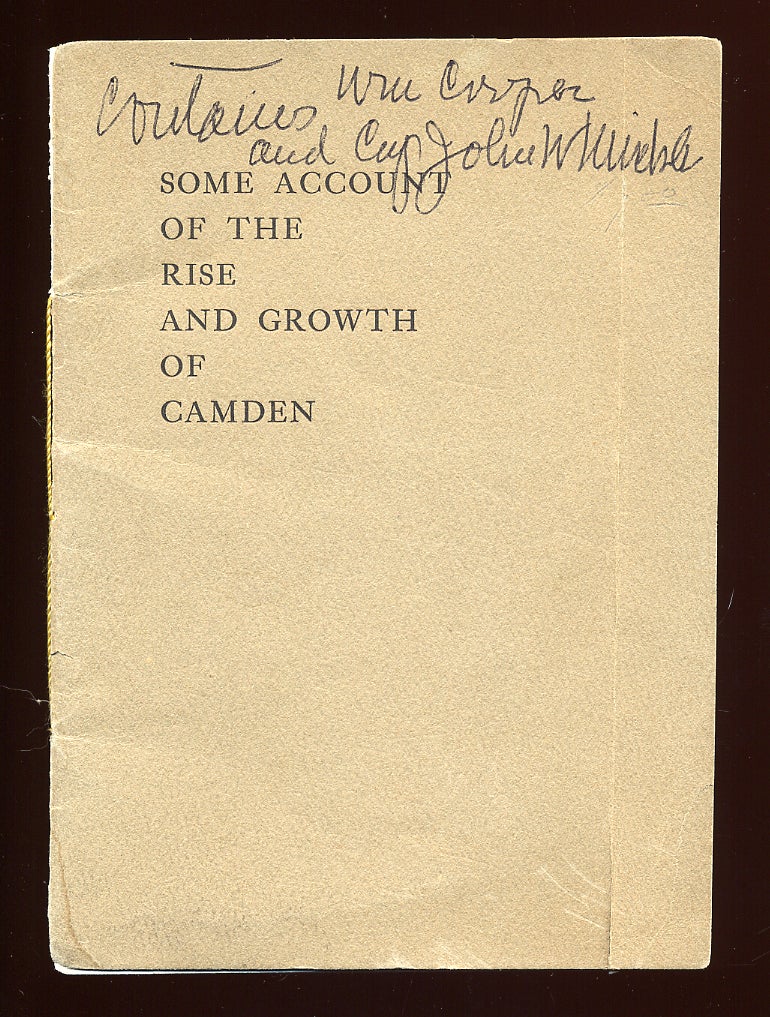 Contains Wm Cooper
and Cap John W Mickle
SOME ACCOUNT
OF THE
RISE
AND GROWTH
OF
CAMDEN